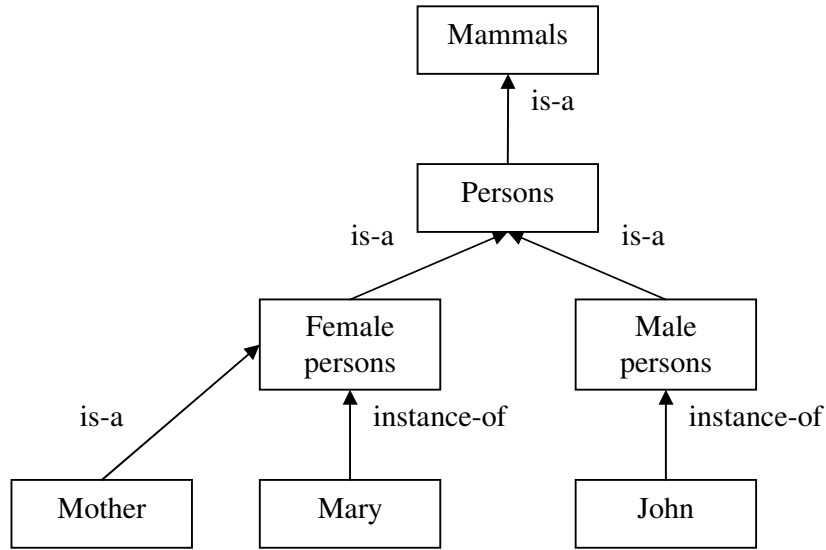 Mammals
is-a
Persons
is-a
is-a
Female
persons
Male
persons
is-a
instance-of
instance-of
Mother
Mary
John